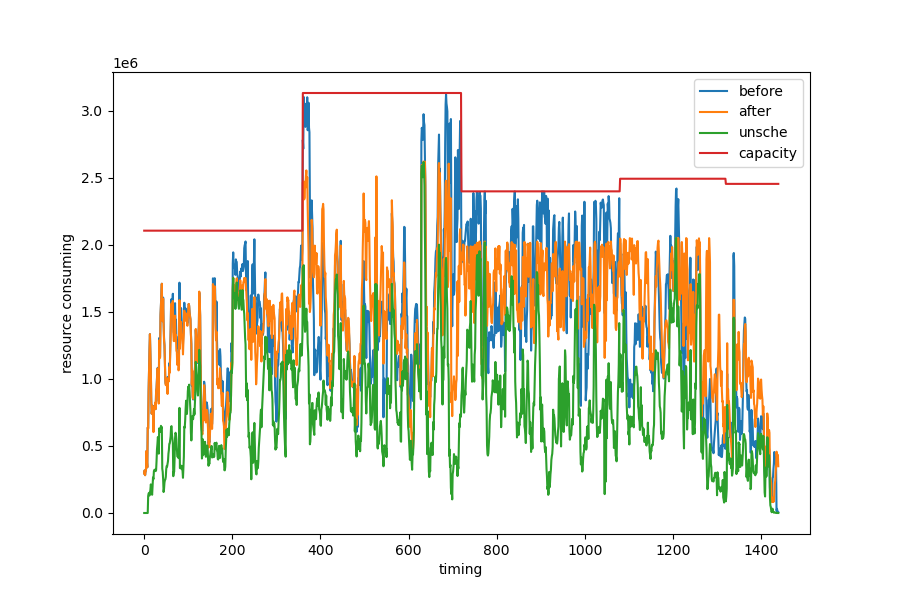 1e6
3.0
2.5
2.0
1.5
1.0
0.5
0.0
resource consuming
before
after
unsche
capacity
0 200 400 600 800 1000 1200 1400
timing